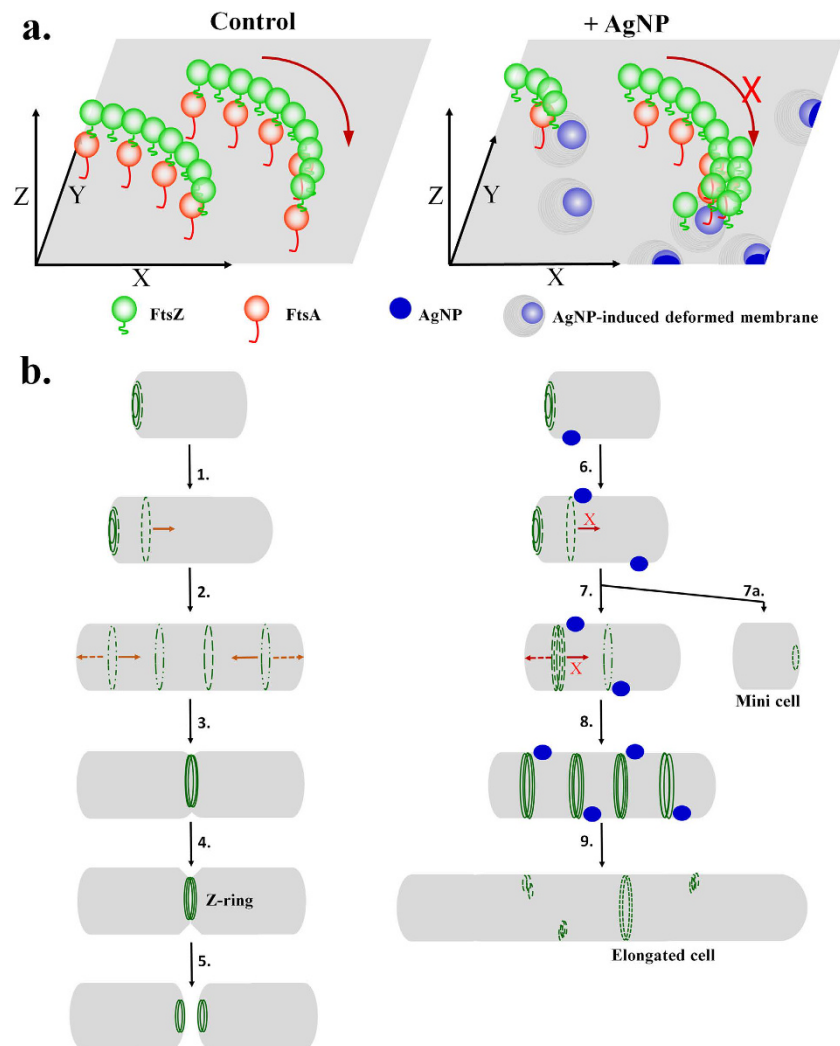 a.
Control
+ AgNP
Z
Y
X
X
Z
Y
X
FtsZ
FtsA
AgNP
AgNP-induced deformed membrane
b.
1.
2.
3.
4.
Z-ring
5.
6.
X
7.
7a.
X
Mini cell
8.
9.
Elongated cell